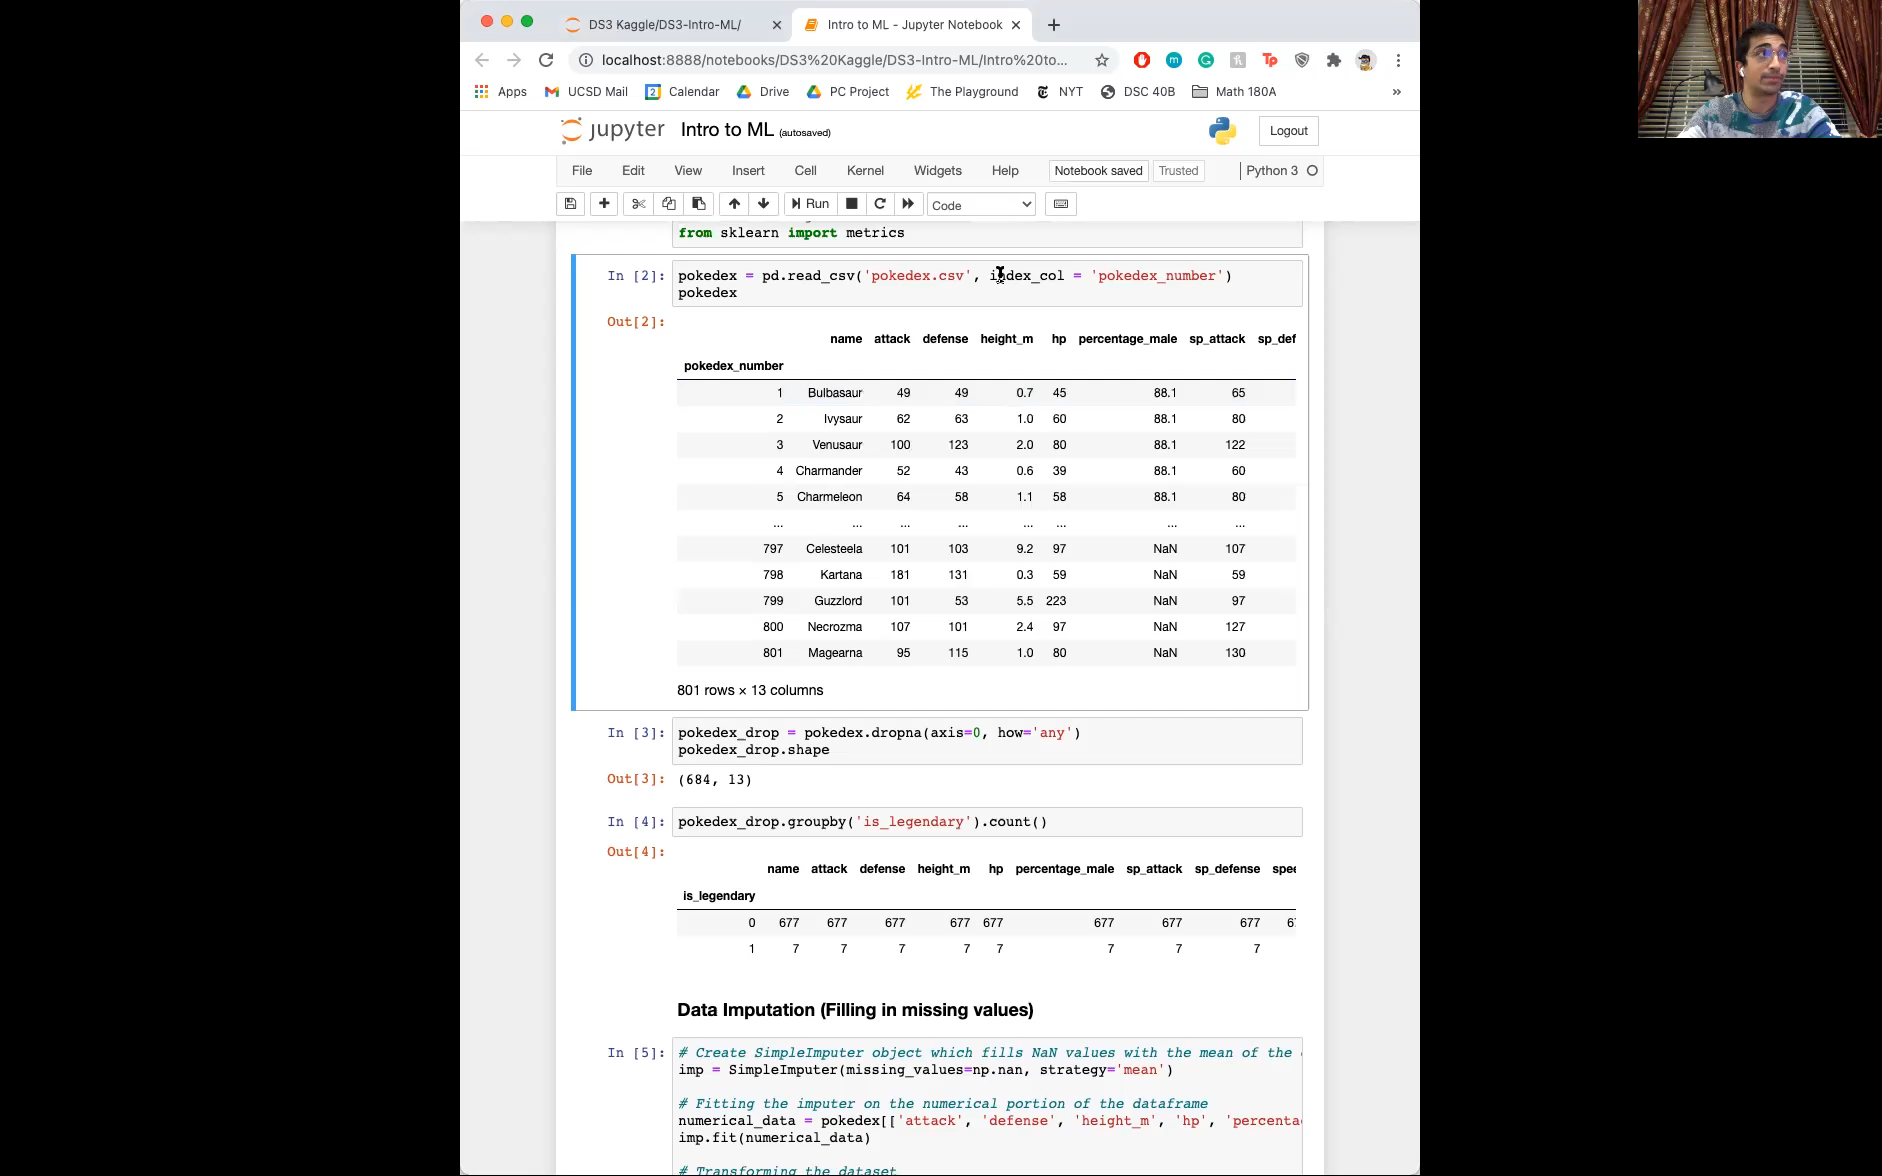 DS3 Kaggle/DS3-Intro-ML/
Intro to ML - Jupyter Notebook
localhost:8888/notebooks/DS3%20Kaggle/DS3-Intro-ML/Intro%20to...
Apps UCSD Mail Calendar Drive PC Project The Playground NYT DSC 40B Math 180A »
jupyter Intro to ML (autosaved) Logout
File Edit View Insert Cell Kernel Widgets Help Notebook saved Trusted Python 3
Run Code
from sklearn import metrics
In [2]: pokedex = pd.read_csv('pokedex.csv', index_col = 'pokedex_number')
pokedex
Out[2]:
name attack defense height_m hp percentage_male sp_attack sp_def
pokedex_number
1 Bulbasaur 49 49 0.7 45 88.1 65
2 Ivysaur 62 63 1.0 60 88.1 80
3 Venusaur 100 123 2.0 80 88.1 122
4 Charmander 52 43 0.6 39 88.1 60
5 Charmeleon 64 58 1.1 58 88.1 80
... ... ... ... ... ... ... ...
797 Celesteela 101 103 9.2 97 NaN 107
798 Kartana 181 131 0.3 59 NaN 59
799 Guzzlord 101 53 5.5 223 NaN 97
800 Necrozma 107 101 2.4 97 NaN 127
801 Magearna 95 115 1.0 80 NaN 130
801 rows × 13 columns
In [3]: pokedex_drop = pokedex.dropna(axis=0, how='any')
pokedex_drop.shape
Out[3]: (684, 13)
In [4]: pokedex_drop.groupby('is_legendary').count()
Out[4]:
name attack defense height_m hp percentage_male sp_attack sp_defense spee
is_legendary
0 677 677 677 677 677 677 677 677 6
1 7 7 7 7 7 7 7 7
Data Imputation (Filling in missing values)
In [5]: # Create SimpleImputer object which fills NaN values with the mean of the
imp = SimpleImputer(missing_values=np.nan, strategy='mean')
# Fitting the imputer on the numerical portion of the dataframe
numerical_data = pokedex[['attack', 'defense', 'height_m', 'hp', 'percenta
imp.fit(numerical_data)
# Transforming the dataset